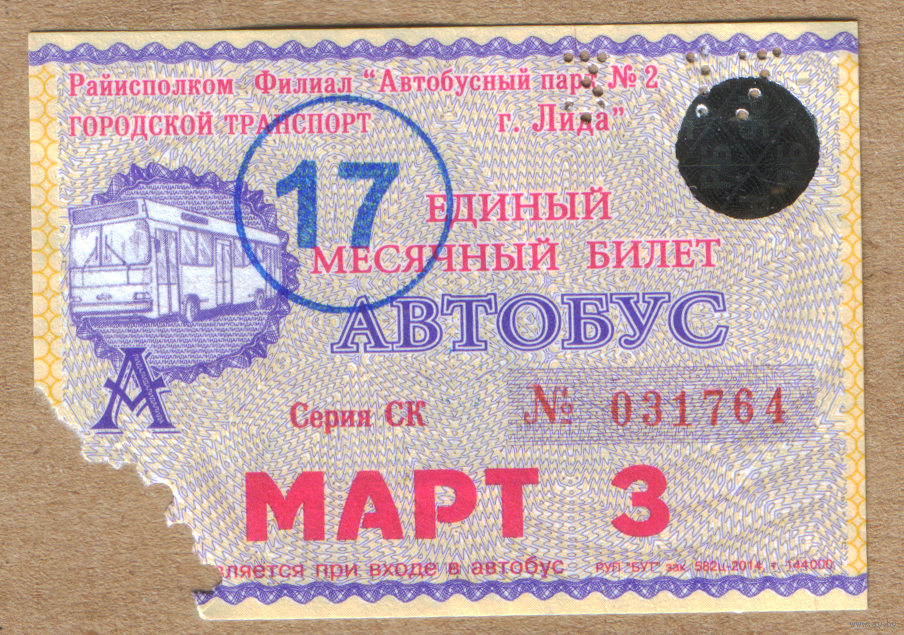 Райисполком Филиал "Автобусный парк № 2
ГОРОДСКОЙ ТРАНСПОРТ г. Лида"
17
ЕДИНЫЙ
МЕСЯЧНЫЙ БИЛЕТ
АВТОБУС
А
Серия СК № 031764
МАРТ 3
вляется при входе в автобус РУП "БУТ" зак. 582Ц-2014, т. 144000